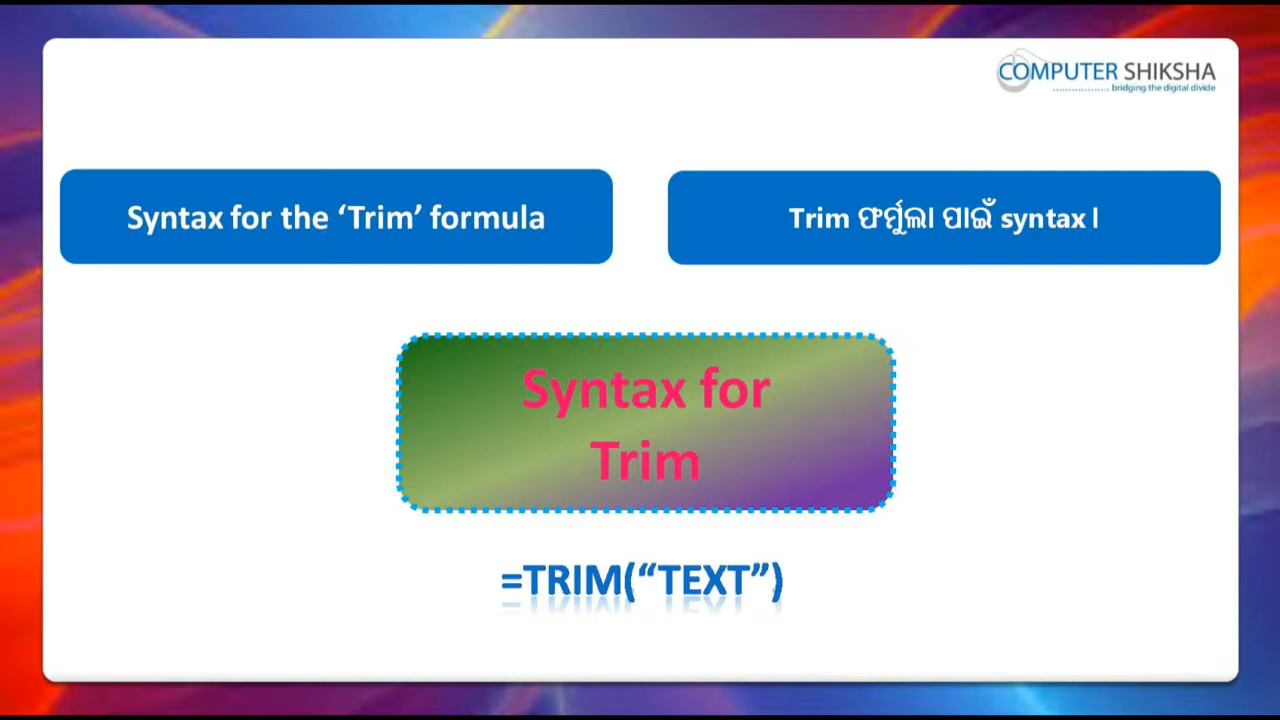 COMPUTER SHIKSHA
bridging the digital divide
Syntax for the ‘Trim’ formula
Trim ଫର୍ମୁଲା ପାଇଁ syntax ।
Syntax for
Trim
=TRIM(“TEXT”)